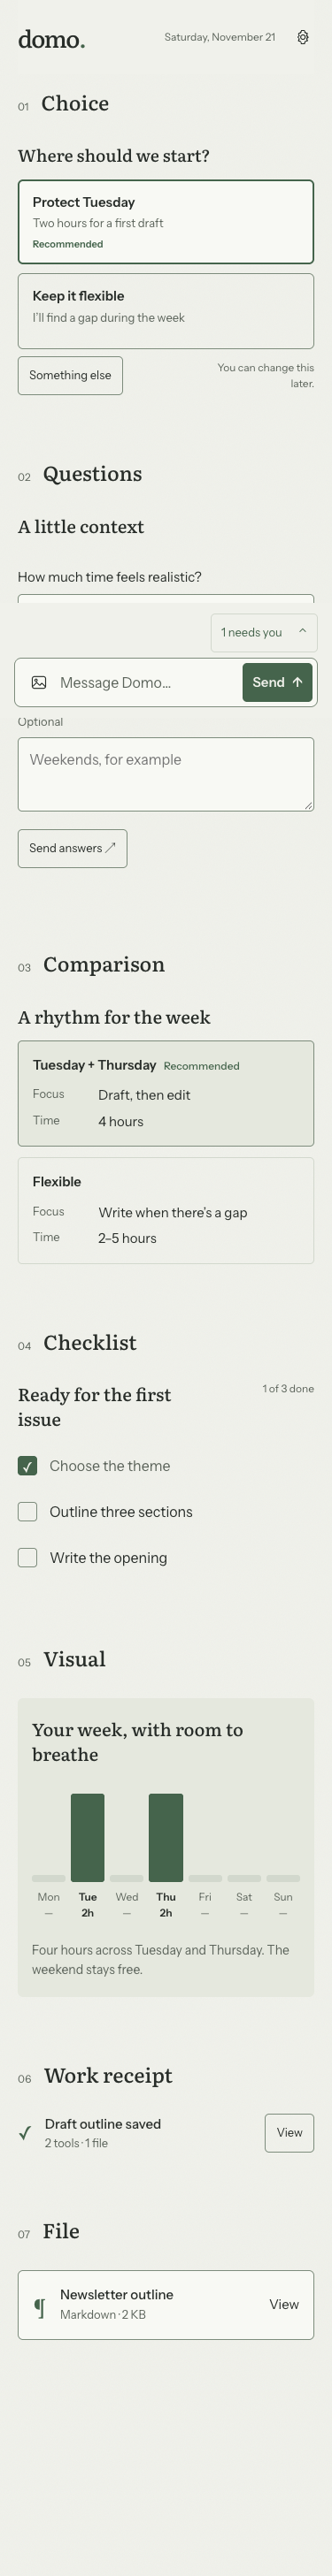 domo.
Saturday, November 21
01 Choice
Where should we start?
Protect Tuesday
Two hours for a first draft
Recommended
Keep it flexible
I'll find a gap during the week
Something else
You can change this
later.
02 Questions
A little context
How much time feels realistic?
1 needs you
Message Domo...
Send ↑
Optional
Weekends, for example
Send answers ↗
03 Comparison
A rhythm for the week
Tuesday + Thursday Recommended
Focus Draft, then edit
Time 4 hours
Flexible
Focus Write when there's a gap
Time 2–5 hours
04 Checklist
Ready for the first
issue
1 of 3 done
Choose the theme
Outline three sections
Write the opening
05 Visual
Your week, with room to
breathe
Mon Tue Wed Thu Fri Sat Sun
— 2h — 2h — — —
Four hours across Tuesday and Thursday. The
weekend stays free.
06 Work receipt
Draft outline saved
2 tools · 1 file
View
07 File
¶ Newsletter outline
Markdown · 2 KB
View